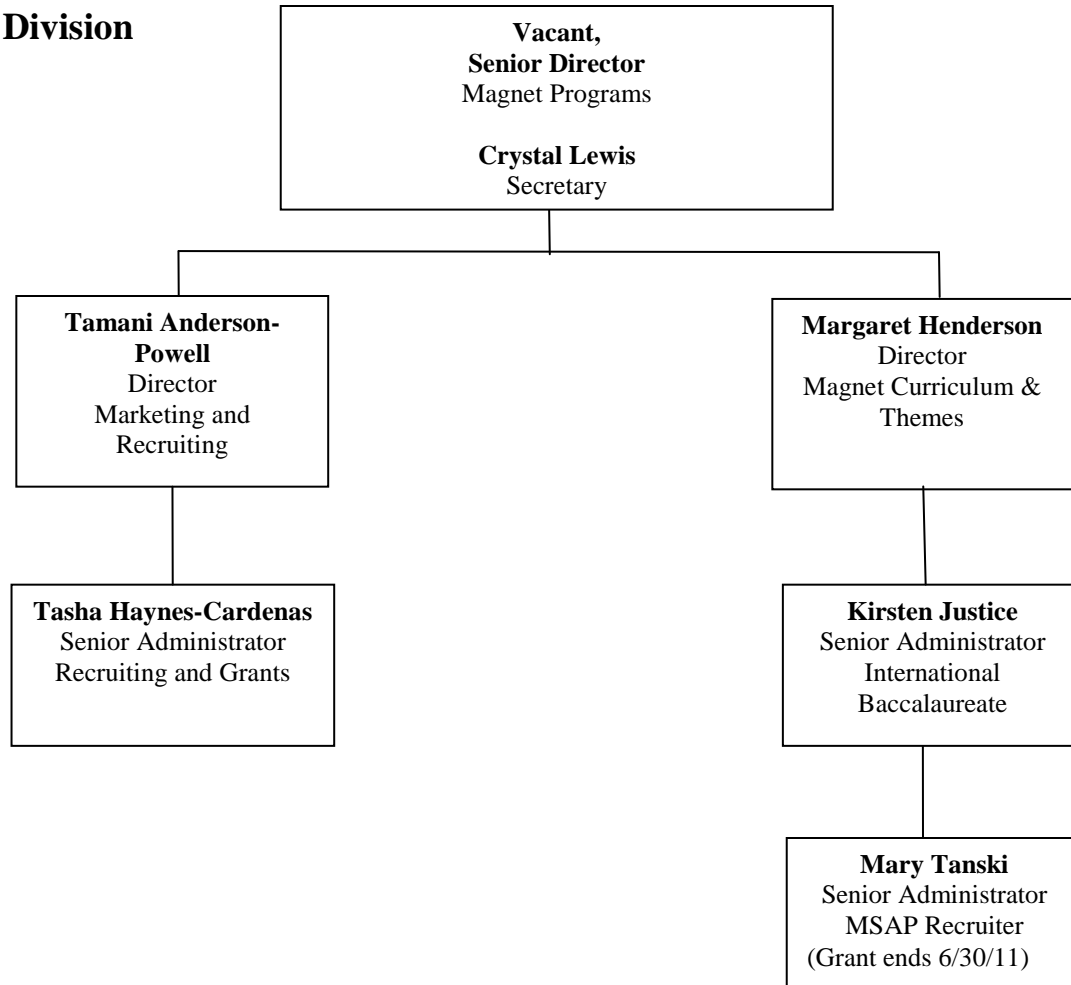 Division
Vacant,
Senior Director
Magnet Programs
Crystal Lewis
Secretary
Tamani Anderson-
Powell
Director
Marketing and
Recruiting
Margaret Henderson
Director
Magnet Curriculum &
Themes
Tasha Haynes-Cardenas
Senior Administrator
Recruiting and Grants
Kirsten Justice
Senior Administrator
International
Baccalaureate
Mary Tanski
Senior Administrator
MSAP Recruiter
(Grant ends 6/30/11)